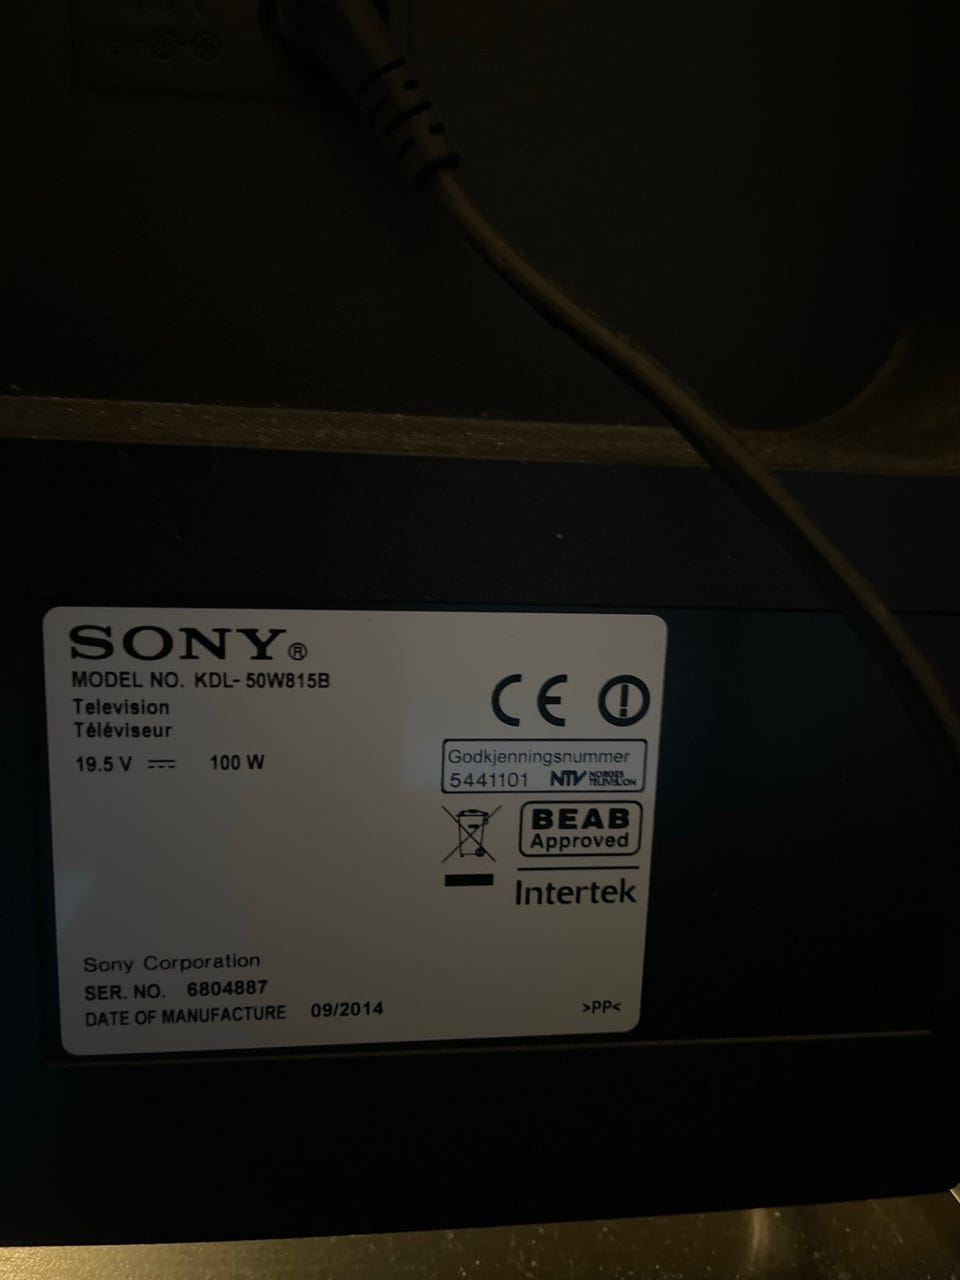 SONY®
MODEL NO. KDL-50W815B
Television
Téléviseur
19.5 V 100 W
CE
Godkjenningsnummer
5441101 NTV NORGES TELEVISJON
BEAB
Approved
Intertek
Sony Corporation
SER. NO. 6804887
DATE OF MANUFACTURE 09/2014
>PP<